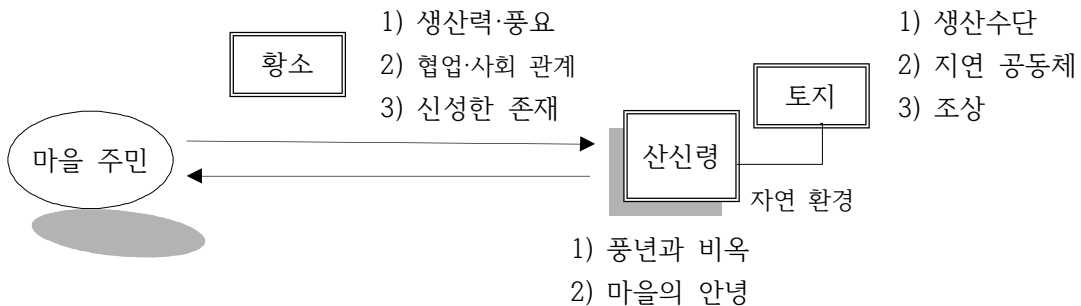 황소
1) 생산력·풍요
2) 협업·사회 관계
3) 신성한 존재
토지
1) 생산수단
2) 지연 공동체
3) 조상
마을 주민
산신령
자연 환경
1) 풍년과 비옥
2) 마을의 안녕